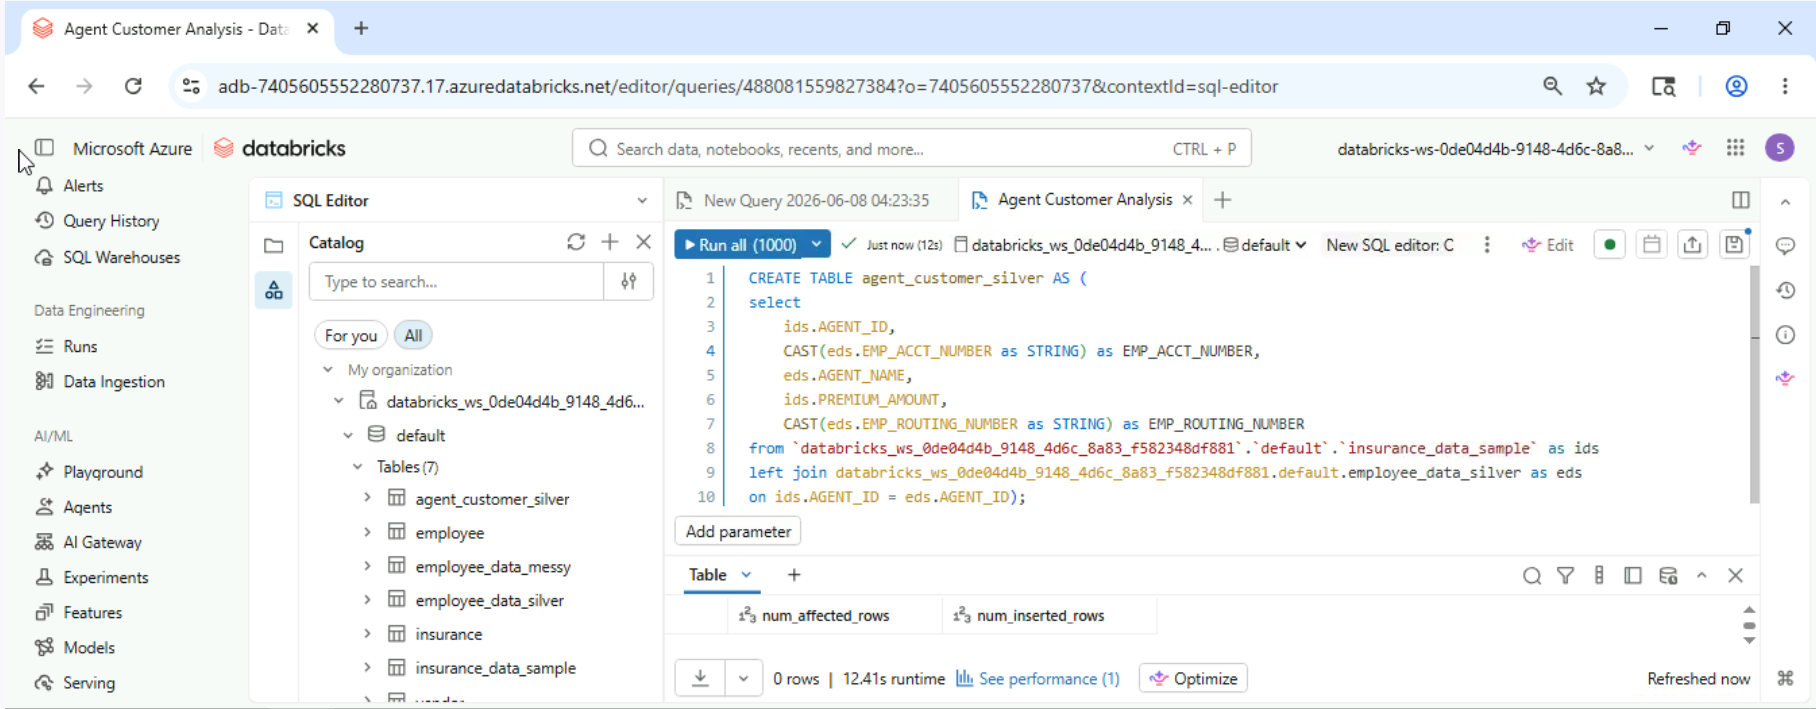 Agent Customer Analysis - Data
adb-7405605552280737.17.azuredatabricks.net/editor/queries/488081559827384?o=7405605552280737&contextId=sql-editor
Microsoft Azure databricks
Search data, notebooks, recents, and more... CTRL + P
databricks-ws-0de04d4b-9148-4d6c-8a8... S
Alerts
Query History
SQL Warehouses
Data Engineering
Runs
Data Ingestion
AI/ML
Playground
Agents
AI Gateway
Experiments
Features
Models
Serving
SQL Editor
Catalog
Type to search...
For you All
My organization
databricks_ws_0de04d4b_9148_4d6...
default
Tables (7)
agent_customer_silver
employee
employee_data_messy
employee_data_silver
insurance
insurance_data_sample
New Query 2026-06-08 04:23:35 Agent Customer Analysis
Run all (1000) Just now (12s) databricks_ws_0de04d4b_9148_4... . default New SQL editor: C Edit
1 CREATE TABLE agent_customer_silver AS (
2 select
3 ids.AGENT_ID,
4 CAST(eds.EMP_ACCT_NUMBER as STRING) as EMP_ACCT_NUMBER,
5 eds.AGENT_NAME,
6 ids.PREMIUM_AMOUNT,
7 CAST(eds.EMP_ROUTING_NUMBER as STRING) as EMP_ROUTING_NUMBER
8 from `databricks_ws_0de04d4b_9148_4d6c_8a83_f582348df881`.`default`.`insurance_data_sample` as ids
9 left join databricks_ws_0de04d4b_9148_4d6c_8a83_f582348df881.default.employee_data_silver as eds
10 on ids.AGENT_ID = eds.AGENT_ID);
Add parameter
Table
num_affected_rows num_inserted_rows
0 rows | 12.41s runtime See performance (1) Optimize Refreshed now